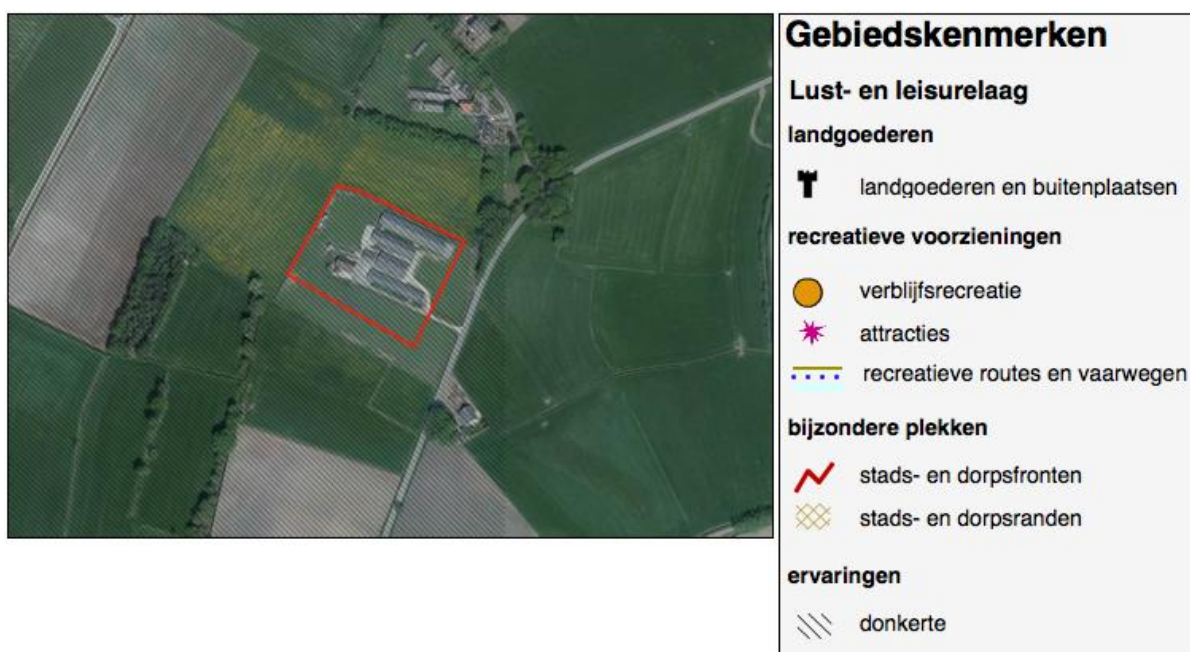 Gebiedskenmerken
Lust- en leisurelaag
landgoederen
landgoederen en buitenplaatsen
recreatieve voorzieningen
verblijfsrecreatie
attracties
recreatieve routes en vaarwegen
bijzondere plekken
stads- en dorpsfronten
stads- en dorpsranden
ervaringen
donkerte